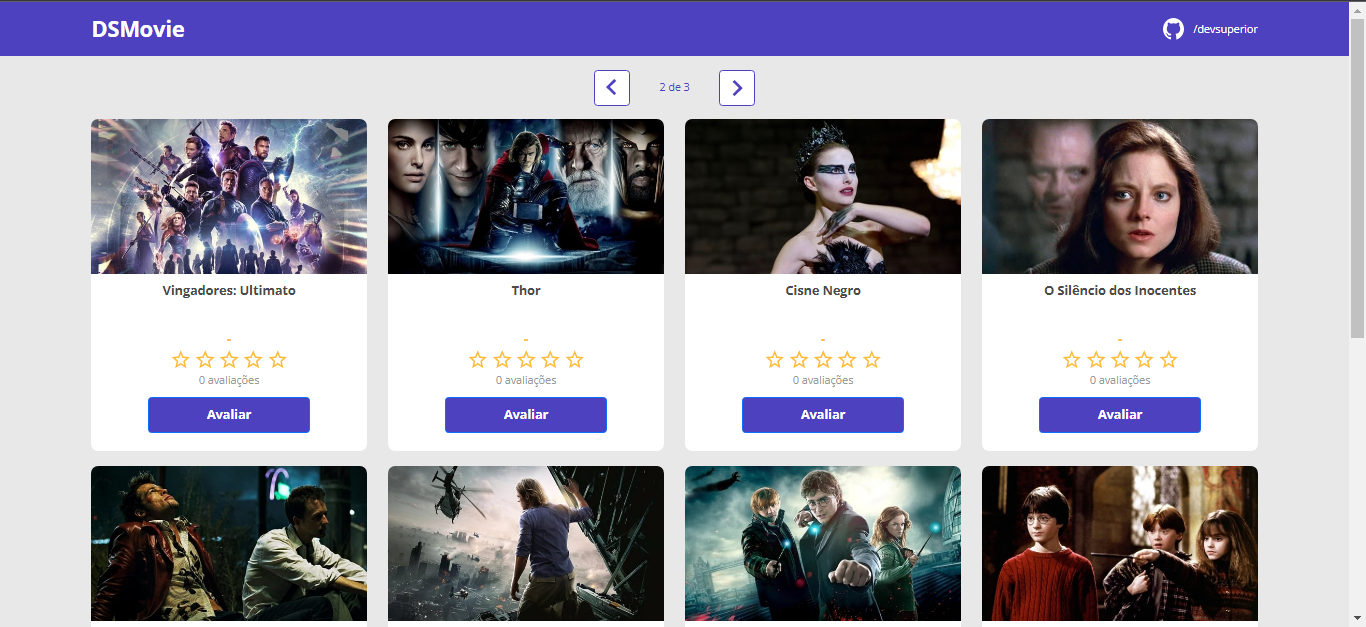 DSMovie
/devsuperior
2 de 3
Vingadores: Ultimato
-
0 avaliações
Avaliar
Thor
-
0 avaliações
Avaliar
Cisne Negro
-
0 avaliações
Avaliar
O Silêncio dos Inocentes
-
0 avaliações
Avaliar